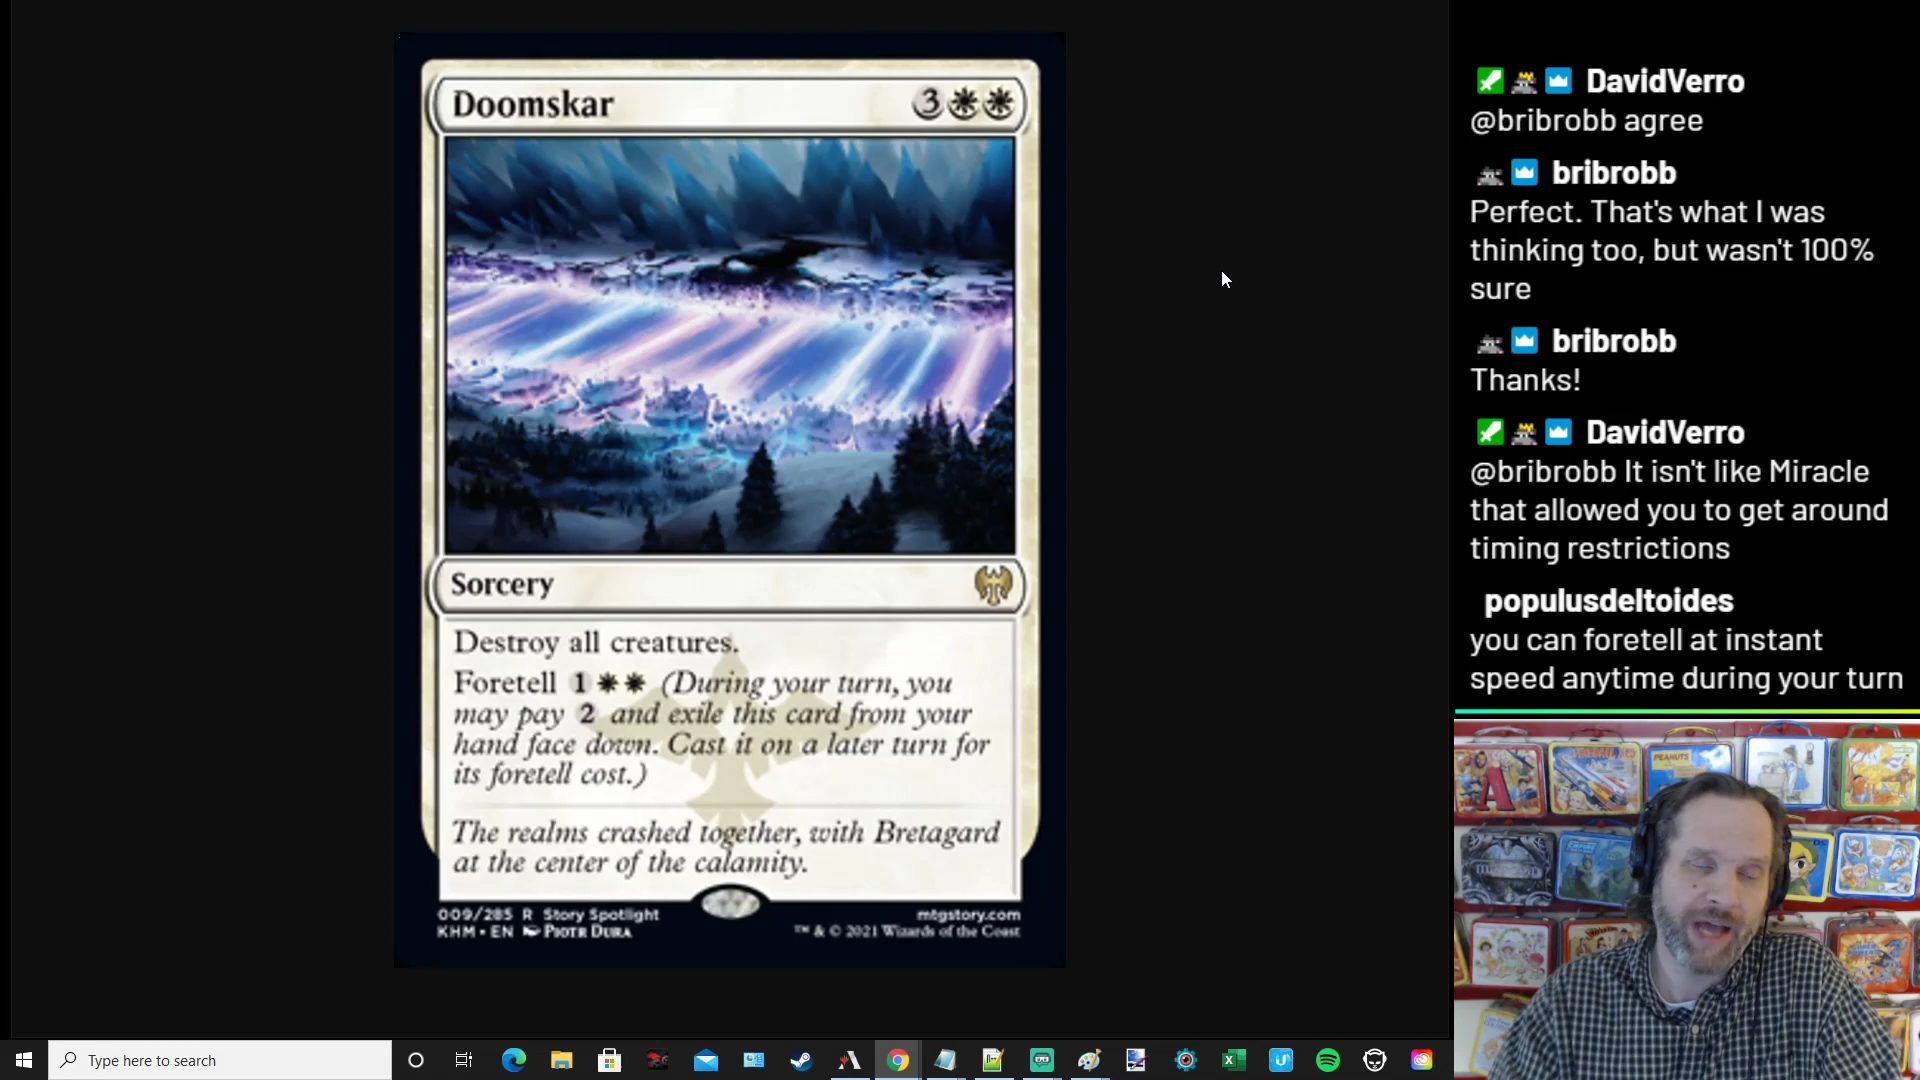 Doomskar
3
Sorcery
Destroy all creatures.
Foretell 1 (During your turn, you
may pay 2 and exile this card from your
hand face down. Cast it on a later turn for
its foretell cost.)
The realms crashed together, with Bretagard
at the center of the calamity.
009/285 R Story Spotlight
KHM • EN Piotr Dura
mtgstory.com
™ & © 2021 Wizards of the Coast
DavidVerro
@bribrobb agree
bribrobb
Perfect. That's what I was
thinking too, but wasn't 100%
sure
bribrobb
Thanks!
DavidVerro
@bribrobb It isn't like Miracle
that allowed you to get around
timing restrictions
populusdeltoides
you can foretell at instant
speed anytime during your turn
PEANUTS
Type here to search